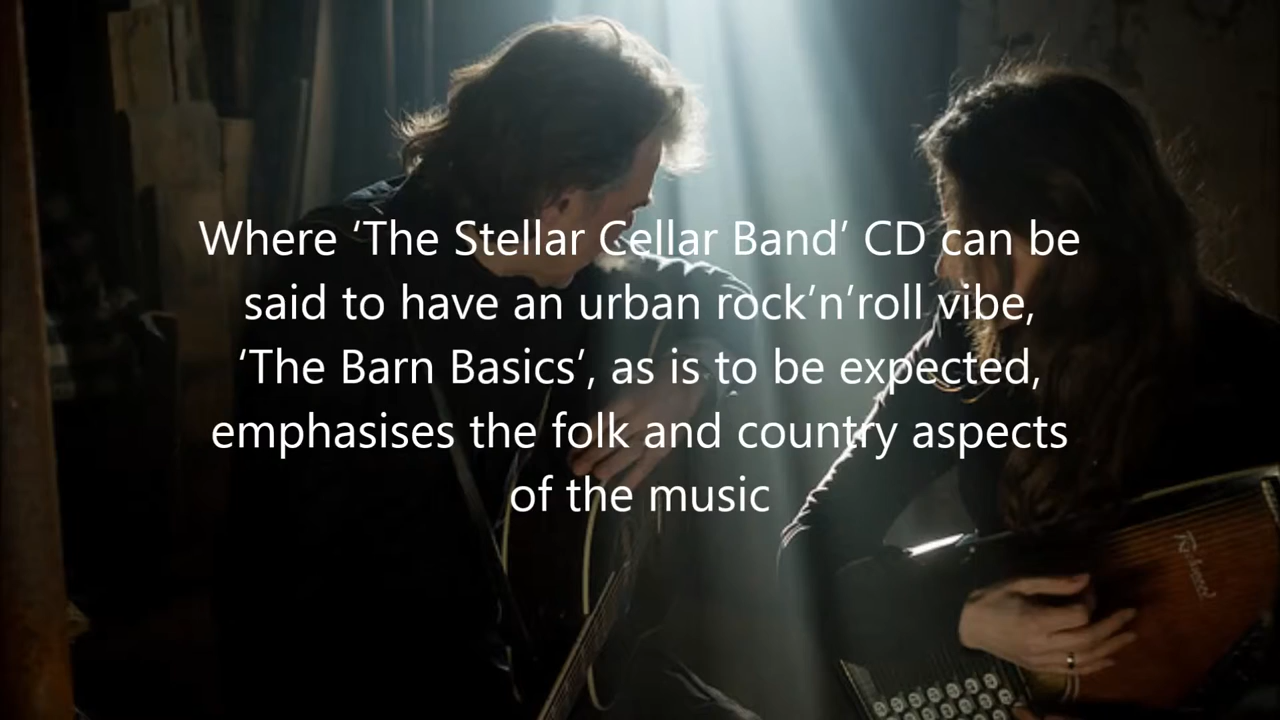 Where ‘The Stellar Cellar Band’ CD can be
said to have an urban rock’n’roll vibe,
‘The Barn Basics’, as is to be expected,
emphasises the folk and country aspects
of the music